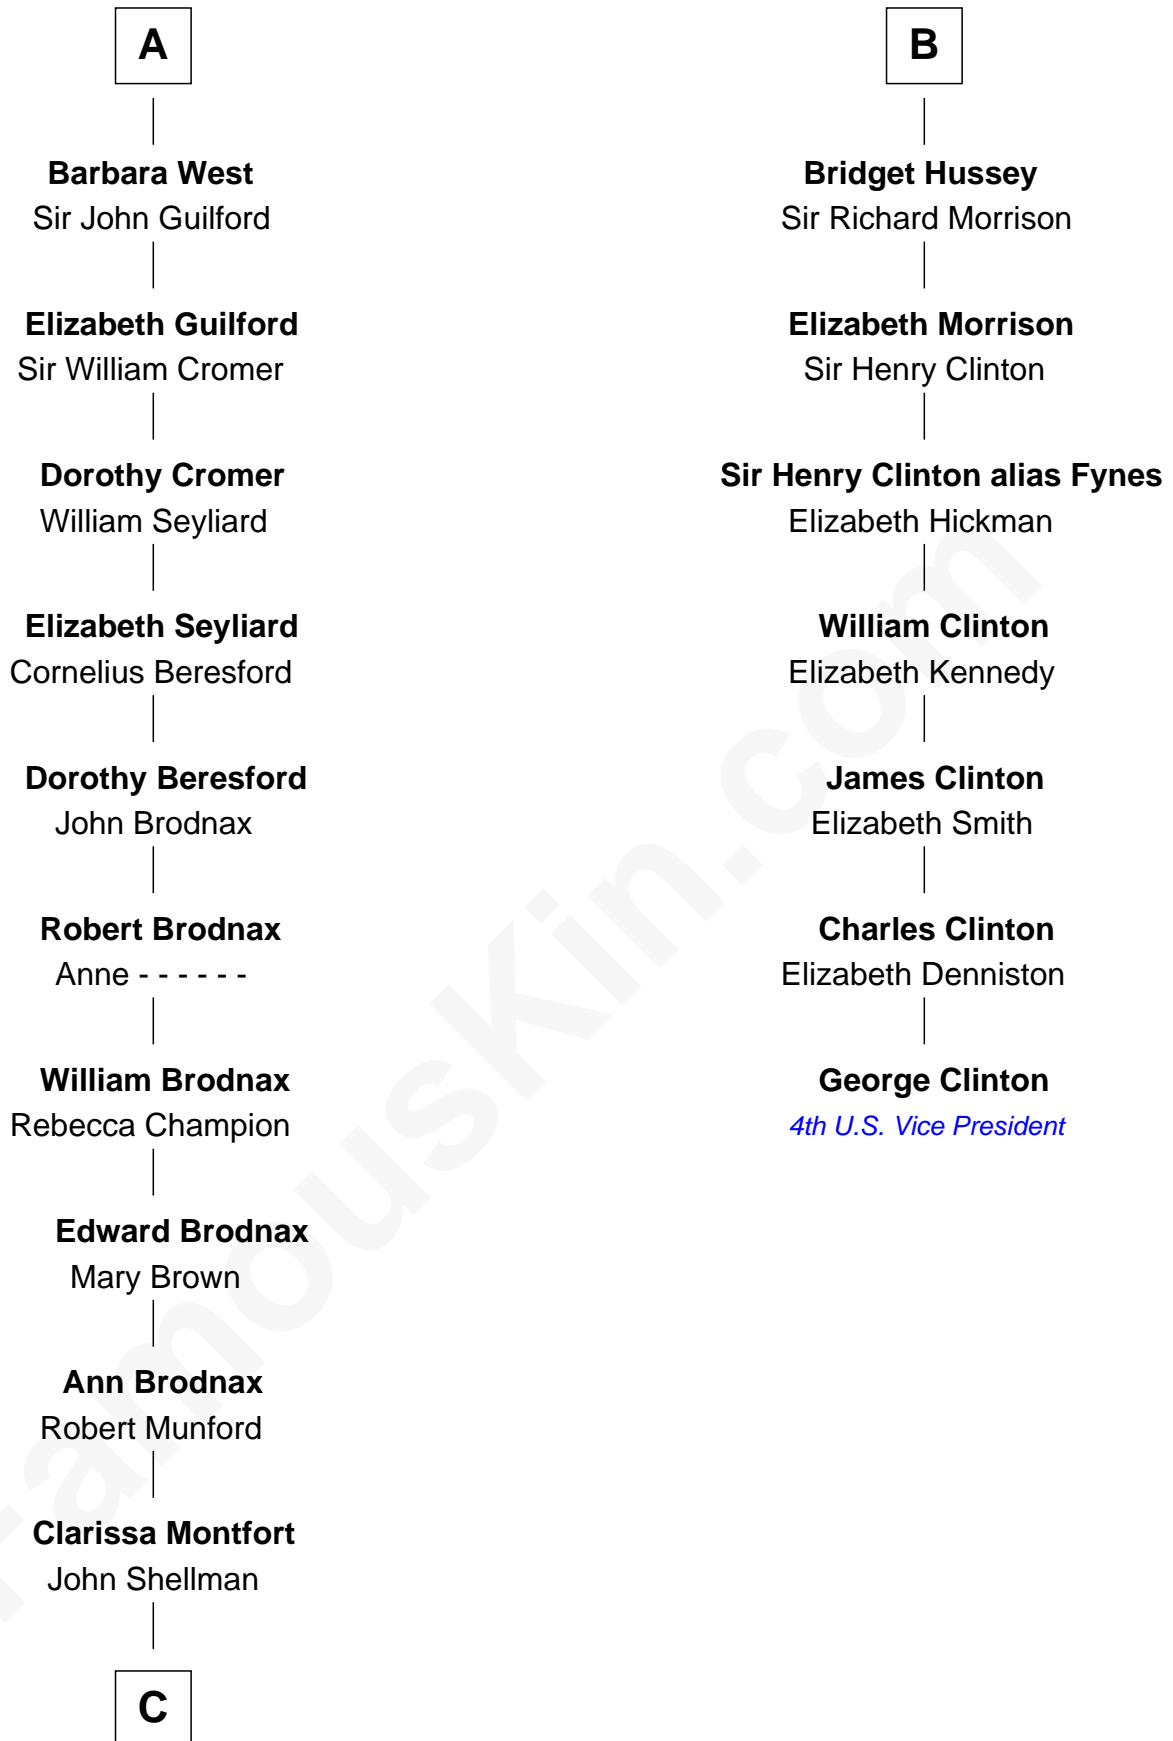 A
Barbara West
Sir John Guilford
Elizabeth Guilford
Sir William Cromer
Dorothy Cromer
William Seyliard
Elizabeth Seyliard
Cornelius Beresford
Dorothy Beresford
John Brodnax
Robert Brodnax
Anne - - - - - -
William Brodnax
Rebecca Champion
Edward Brodnax
Mary Brown
Ann Brodnax
Robert Munford
Clarissa Montfort
John Shellman
C
B
Bridget Hussey
Sir Richard Morrison
Elizabeth Morrison
Sir Henry Clinton
Sir Henry Clinton alias Fynes
Elizabeth Hickman
William Clinton
Elizabeth Kennedy
James Clinton
Elizabeth Smith
Charles Clinton
Elizabeth Denniston
George Clinton
4th U.S. Vice President
FamousKin.com